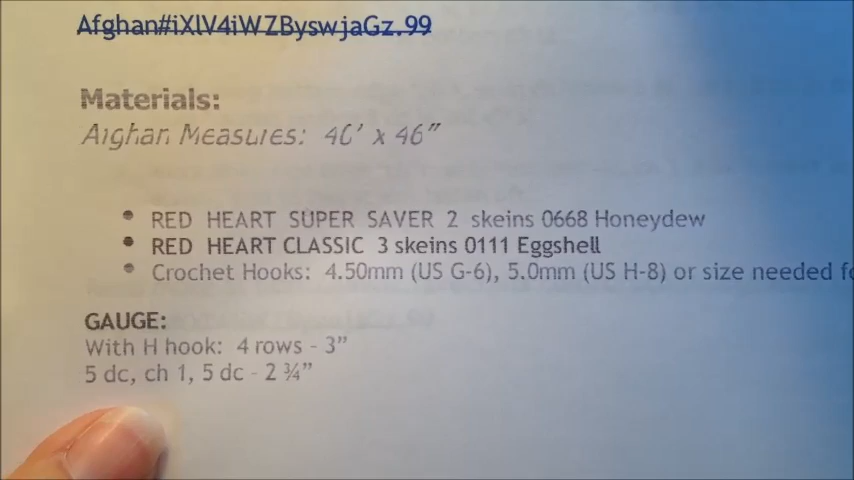 Afghan#iXlV4iWZByswjaGz.99
Materials:
Afghan Measures: 40’ x 46”
• RED HEART SUPER SAVER 2 skeins 0668 Honeydew
• RED HEART CLASSIC 3 skeins 0111 Eggshell
• Crochet Hooks: 4.50mm (US G-6), 5.0mm (US H-8) or size needed
GAUGE:
With H hook: 4 rows - 3”
5 dc, ch 1, 5 dc - 2 ¾”